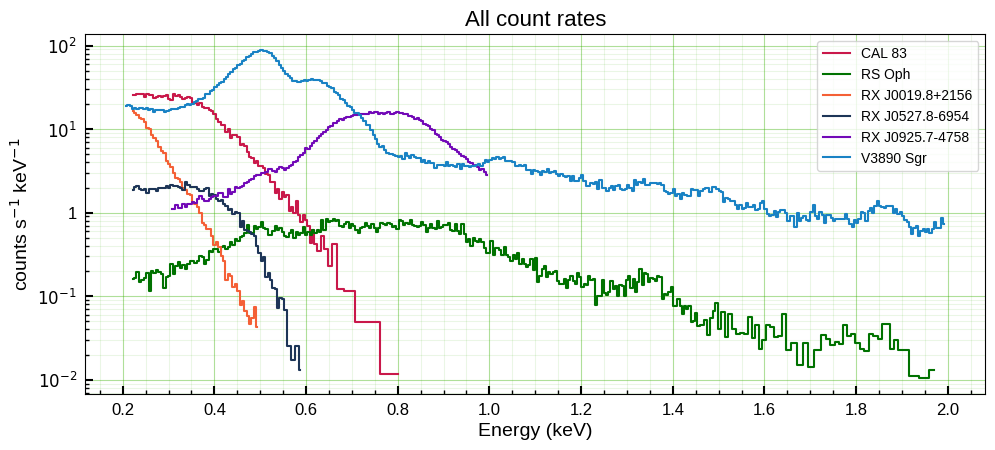 All count rates
counts s⁻¹ keV⁻¹
10²
10¹
1
10⁻¹
10⁻²
CAL 83
RS Oph
RX J0019.8+2156
RX J0527.8-6954
RX J0925.7-4758
V3890 Sgr
0.2 0.4 0.6 0.8 1.0 1.2 1.4 1.6 1.8 2.0
Energy (keV)